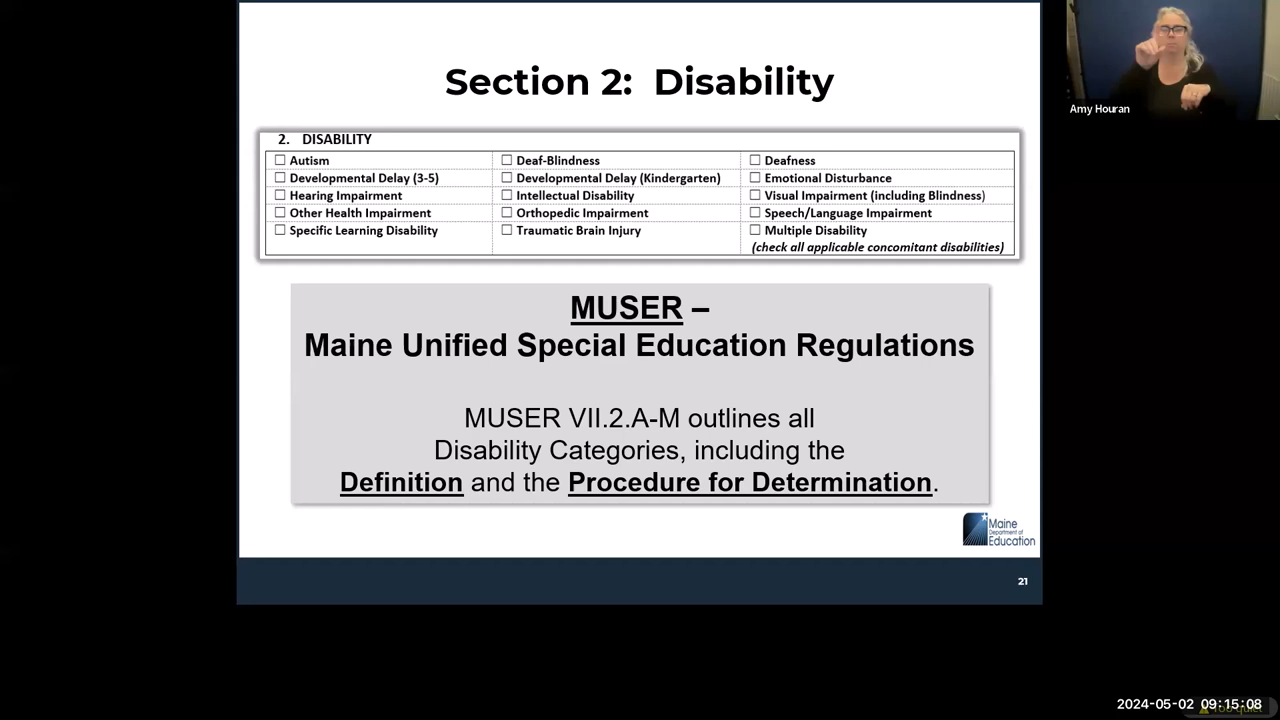 Section 2:  Disability
Amy Houran
2.   DISABILITY
☐ Autism ☐ Deaf-Blindness ☐ Deafness
☐ Developmental Delay (3-5) ☐ Developmental Delay (Kindergarten) ☐ Emotional Disturbance
☐ Hearing Impairment ☐ Intellectual Disability ☐ Visual Impairment (including Blindness)
☐ Other Health Impairment ☐ Orthopedic Impairment ☐ Speech/Language Impairment
☐ Specific Learning Disability ☐ Traumatic Brain Injury ☐ Multiple Disability
(check all applicable concomitant disabilities)
MUSER –
Maine Unified Special Education Regulations
MUSER VII.2.A-M outlines all
Disability Categories, including the
Definition and the Procedure for Determination.
Maine
Department of
Education
21
2024-05-02 09:15:08